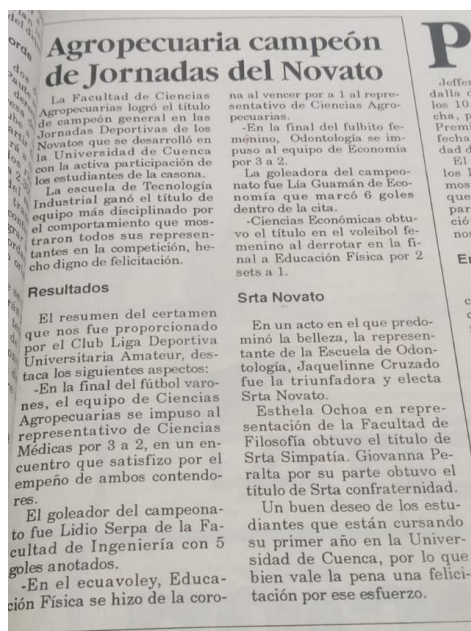 Agropecuaria campeón
de Jornadas del Novato
La Facultad de Ciencias
Agropecuarias logró el título
de campeón general en las
Jornadas Deportivas de los
Novatos que se desarrolló en
la Universidad de Cuenca
con la activa participación de
los estudiantes de la casona.
La escuela de Tecnología
Industrial ganó el título de
equipo más disciplinado por
el comportamiento que mos-
traron todos sus represen-
tantes en la competición, he-
cho digno de felicitación.
Resultados
El resumen del certamen
que nos fue proporcionado
por el Club Liga Deportiva
Universitaria Amateur, des-
taca los siguientes aspectos:
-En la final del fútbol varo-
nes, el equipo de Ciencias
Agropecuarias se impuso al
representativo de Ciencias
Médicas por 3 a 2, en un en-
cuentro que satisfizo por el
empeño de ambos contendo-
res.
El goleador del campeona-
to fue Lidio Serpa de la Fa-
cultad de Ingeniería con 5
goles anotados.
-En el ecuavoley, Educa-
ción Física se hizo de la coro-
na al vencer por a 1 al repre-
sentativo de Ciencias Agro-
pecuarias.
-En la final del fulbito fe-
menino, Odontología se im-
puso al equipo de Economía
por 3 a 2.
La goleadora del campeo-
nato fue Lía Guamán de Eco-
nomía que marcó 6 goles
dentro de la cita.
-Ciencias Económicas obtu-
vo el título en el voleibol fe-
menino al derrotar en la fi-
nal a Educación Física por 2
sets a 1.
Srta Novato
En un acto en el que predo-
minó la belleza, la represen-
tante de la Escuela de Odon-
tología, Jaquelinne Cruzado
fue la triunfadora y electa
Srta Novato.
Esthela Ochoa en repre-
sentación de la Facultad de
Filosofía obtuvo el título de
Srta Simpatía. Giovanna Pe-
ralta por su parte obtuvo el
título de Srta confraternidad.
Un buen deseo de los estu-
diantes que están cursando
su primer año en la Univer-
sidad de Cuenca, por lo que
bien vale la pena una felici-
tación por ese esfuerzo.
P
Jeffer
dalla
los 10
cha, p
Premi
fecha
dad d
El
los
mos
que
par
ció
nos